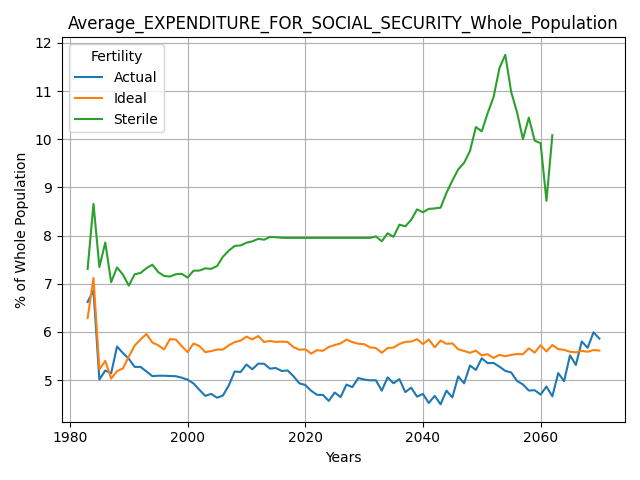 Average_EXPENDITURE_FOR_SOCIAL_SECURITY_Whole_Population
Fertility
Actual
Ideal
Sterile
% of Whole Population
12
11
10
9
8
7
6
5
1980 2000 2020 2040 2060
Years